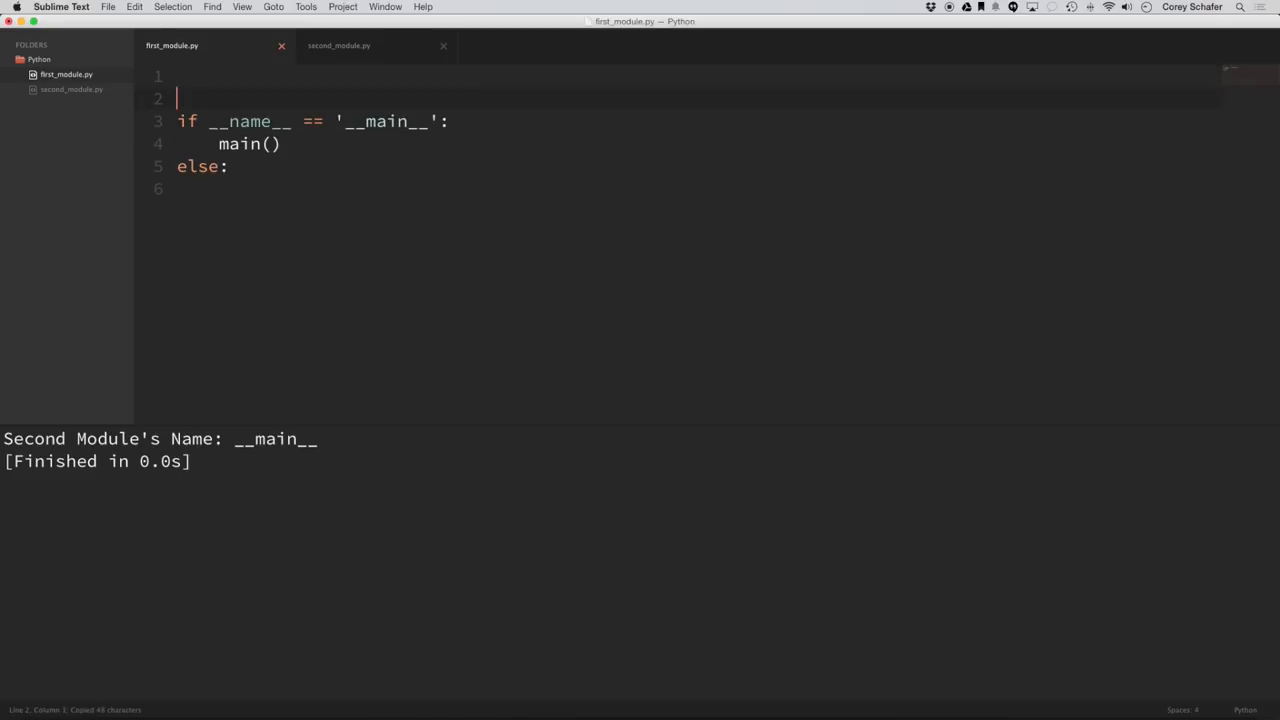 Sublime Text File Edit Selection Find View Goto Tools Project Window Help Corey Schafer
first_module.py — Python
FOLDERS
Python
first_module.py
second_module.py
first_module.py second_module.py
1
2
3 if __name__ == '__main__':
4 main()
5 else:
6
Second Module's Name: __main__
[Finished in 0.0s]
Line 2, Column 1; Copied 48 characters Spaces: 4 Python